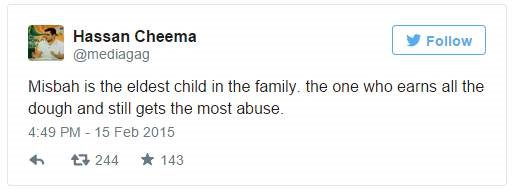 Hassan Cheema
@mediagag
Follow
Misbah is the eldest child in the family. the one who earns all the
dough and still gets the most abuse.
4:49 PM - 15 Feb 2015
244 143